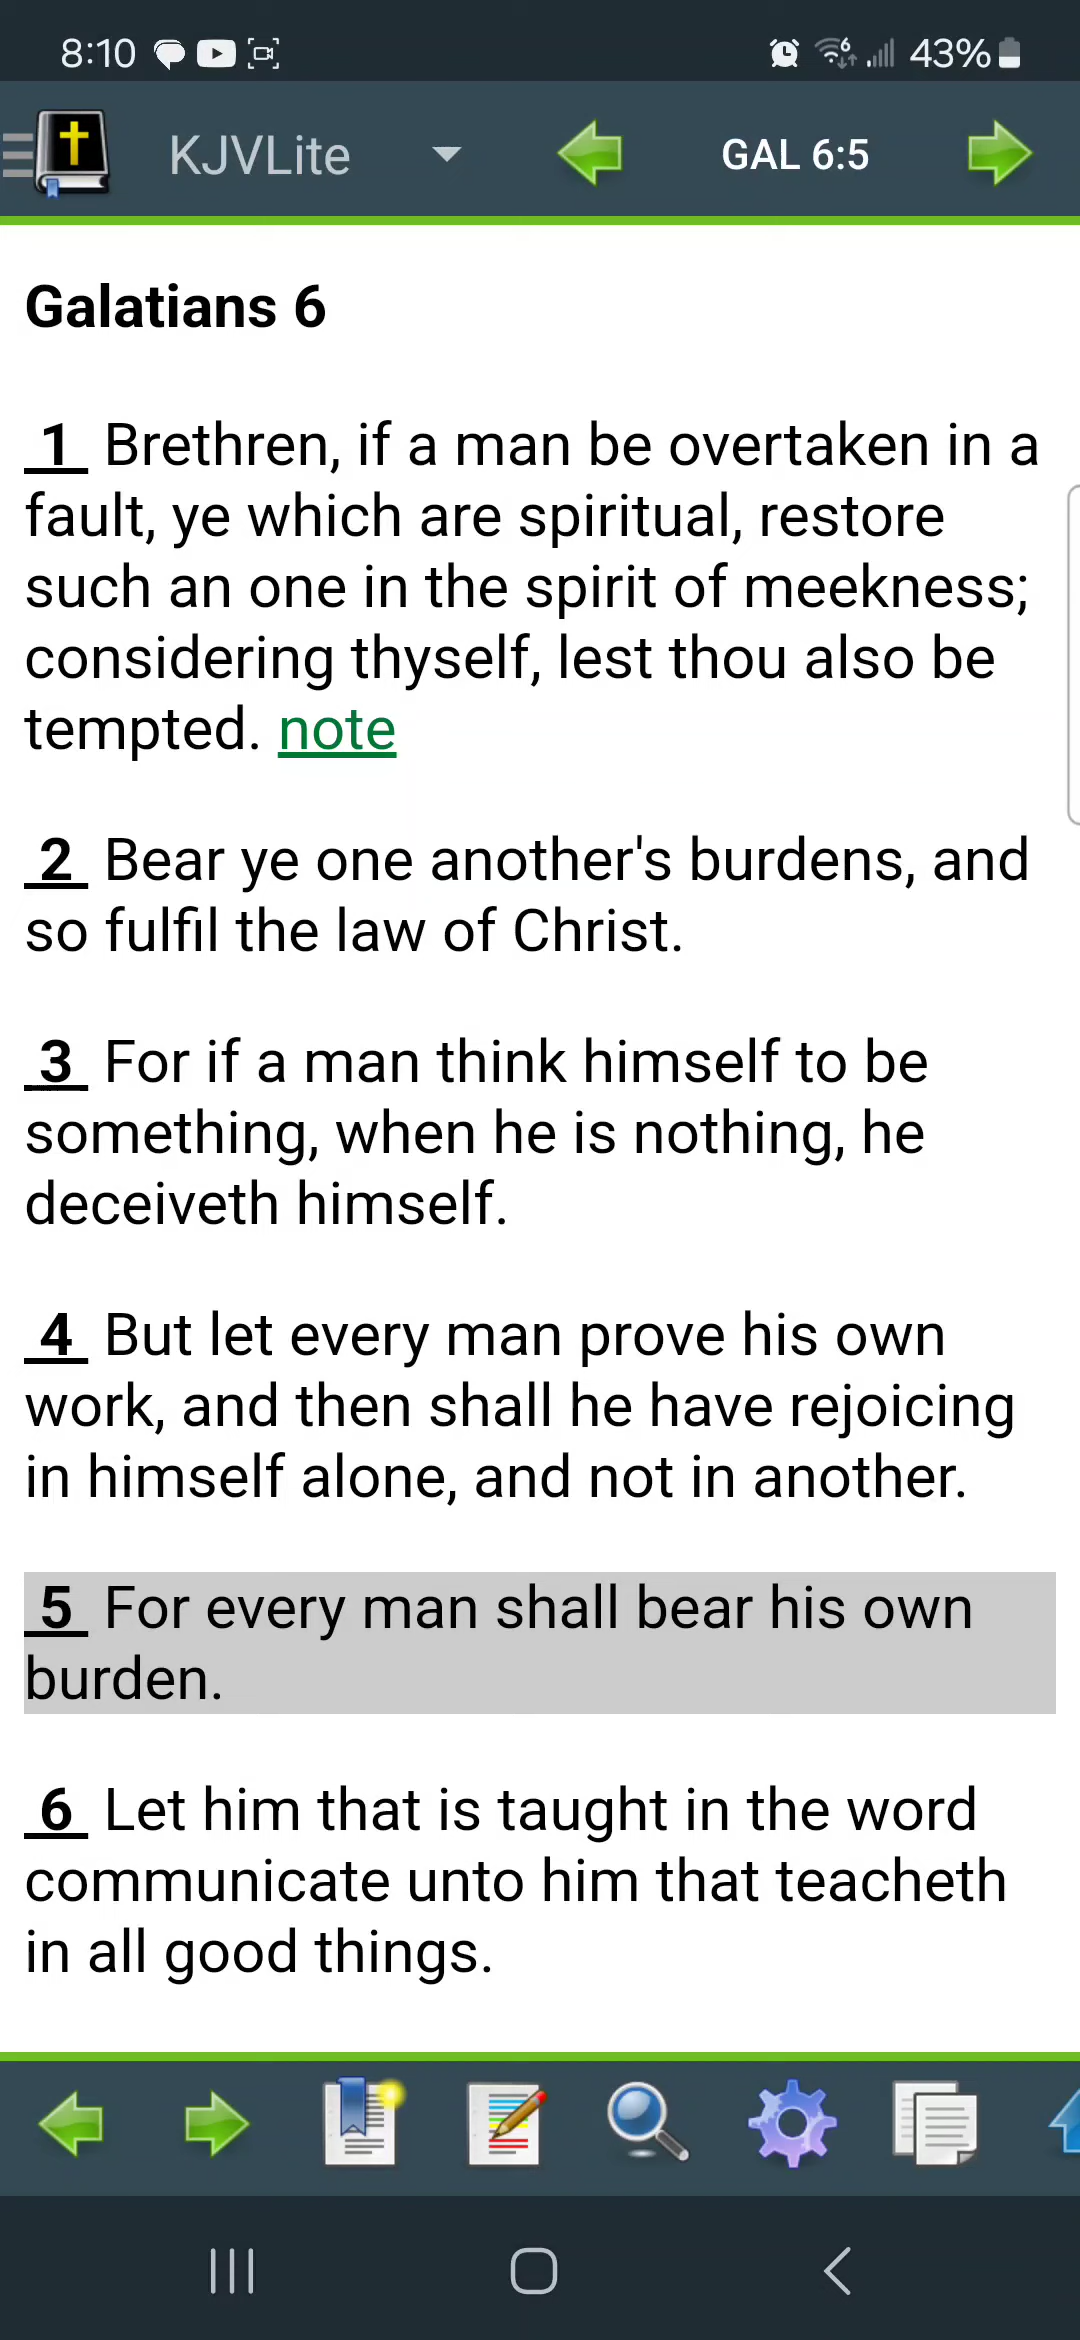 8:10
43%
KJVLite
GAL 6:5
Galatians 6
1 Brethren, if a man be overtaken in a
fault, ye which are spiritual, restore
such an one in the spirit of meekness;
considering thyself, lest thou also be
tempted. note
2 Bear ye one another's burdens, and
so fulfil the law of Christ.
3 For if a man think himself to be
something, when he is nothing, he
deceiveth himself.
4 But let every man prove his own
work, and then shall he have rejoicing
in himself alone, and not in another.
5 For every man shall bear his own
burden.
6 Let him that is taught in the word
communicate unto him that teacheth
in all good things.